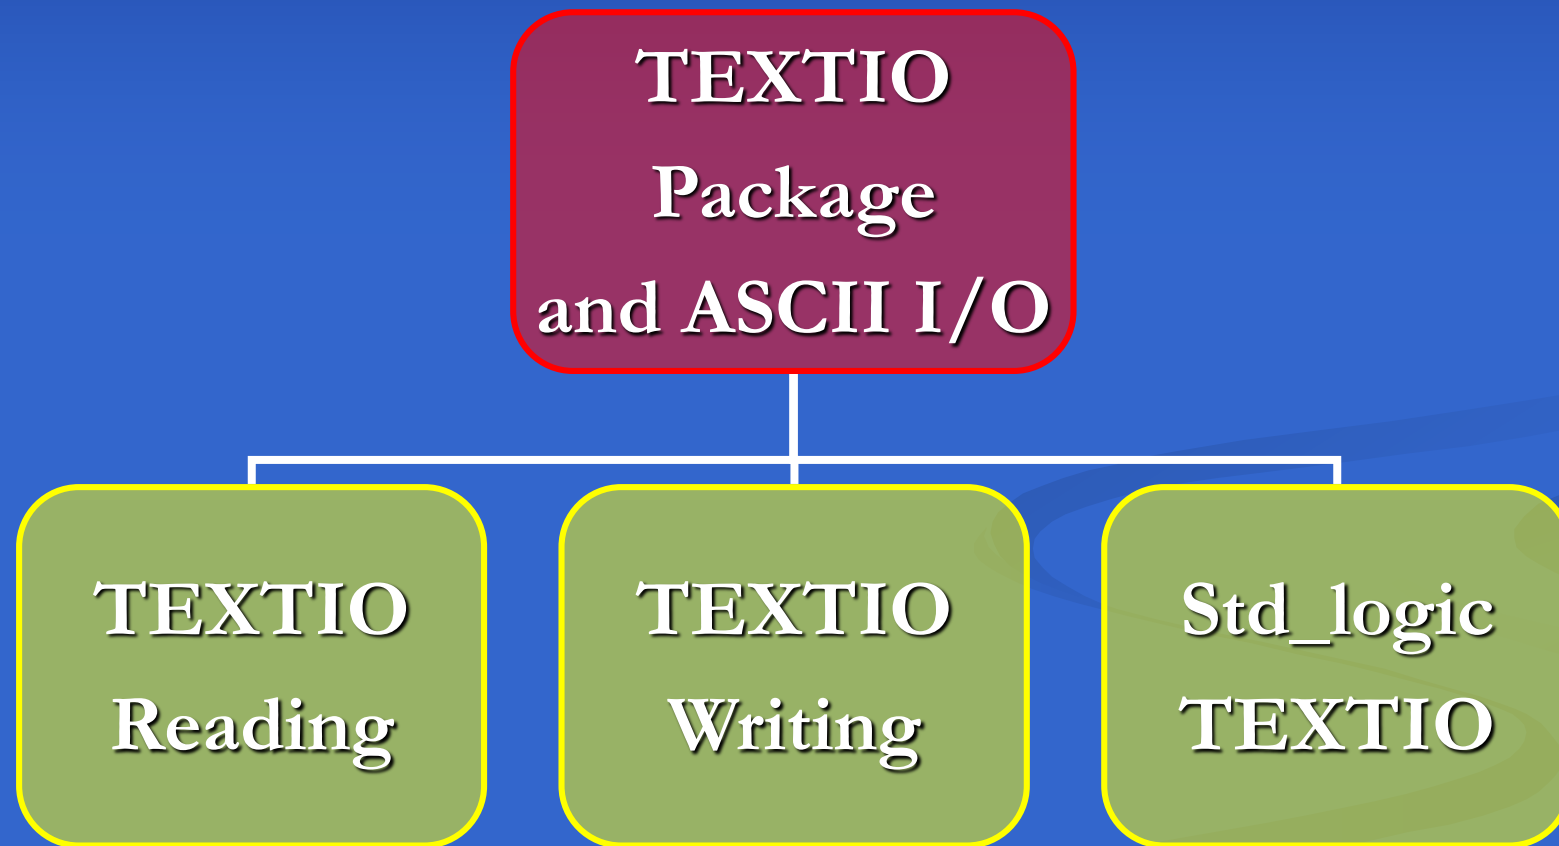 TEXTIO
Package
and ASCII I/O
TEXTIO
Reading
TEXTIO
Writing
Std_logic
TEXTIO